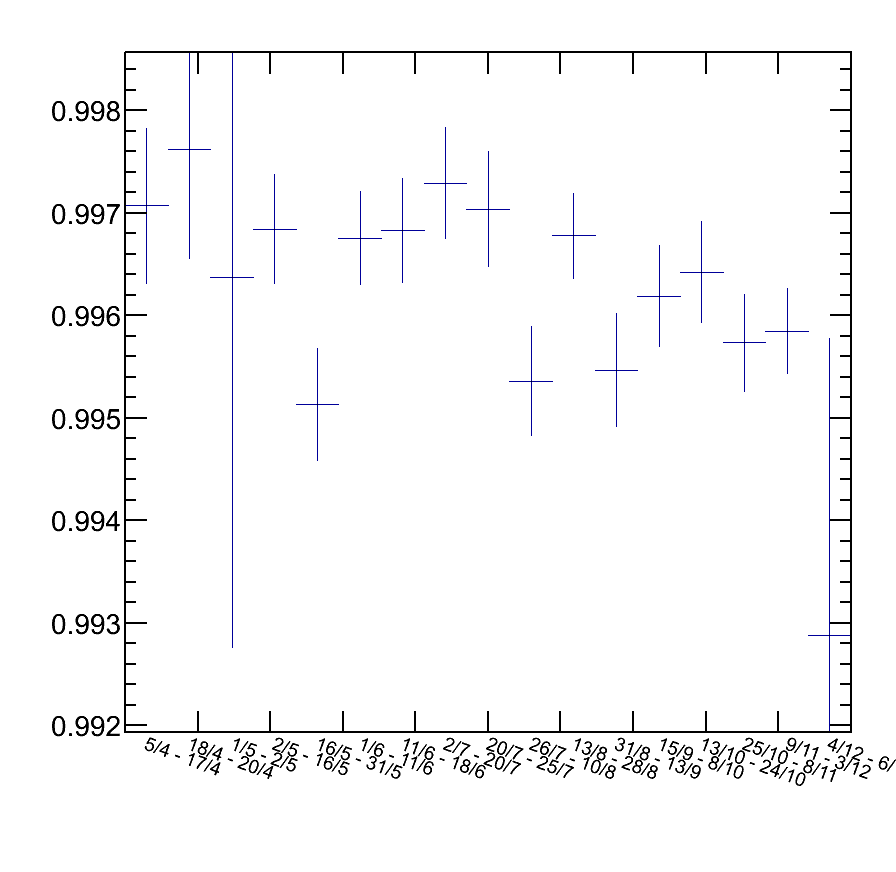 0.998
0.997
0.996
0.995
0.994
0.993
0.992
5/4 - 17/4
18/4 - 20/4
1/5 - 2/5
2/5 - 16/5
16/5 - 31/5
1/6 - 11/6
11/6 - 18/6
2/7 - 20/7
20/7 - 25/7
26/7 - 10/8
13/8 - 28/8
31/8 - 13/9
15/9 - 8/10
13/10 - 24/10
25/10 - 8/11
9/11 - 3/12
4/12 - 6/